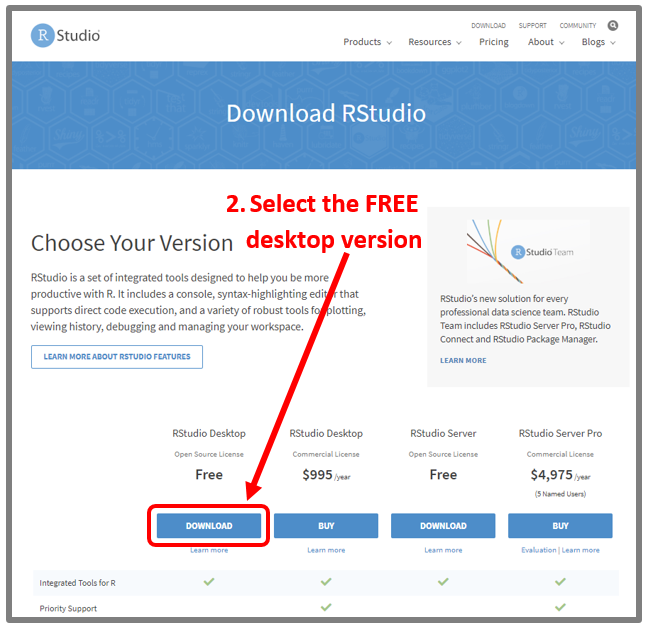 R Studio
DOWNLOAD SUPPORT COMMUNITY
Products Resources Pricing About Blogs
Download RStudio
2. Select the FREE
desktop version
Choose Your Version
RStudio is a set of integrated tools designed to help you be more
productive with R. It includes a console, syntax-highlighting editor that
supports direct code execution, and a variety of robust tools for plotting,
viewing history, debugging and managing your workspace.
LEARN MORE ABOUT RSTUDIO FEATURES
R Studio Team
RStudio's new solution for every
professional data science team. RStudio
Team includes RStudio Server Pro, RStudio
Connect and RStudio Package Manager.
LEARN MORE
RStudio Desktop RStudio Desktop RStudio Server RStudio Server Pro
Open Source License Commercial License Open Source License Commercial License
Free $995 /year Free $4,975 /year
(5 Named Users)
DOWNLOAD BUY DOWNLOAD BUY
Learn more Learn more Learn more Evaluation | Learn more
Integrated Tools for R
Priority Support